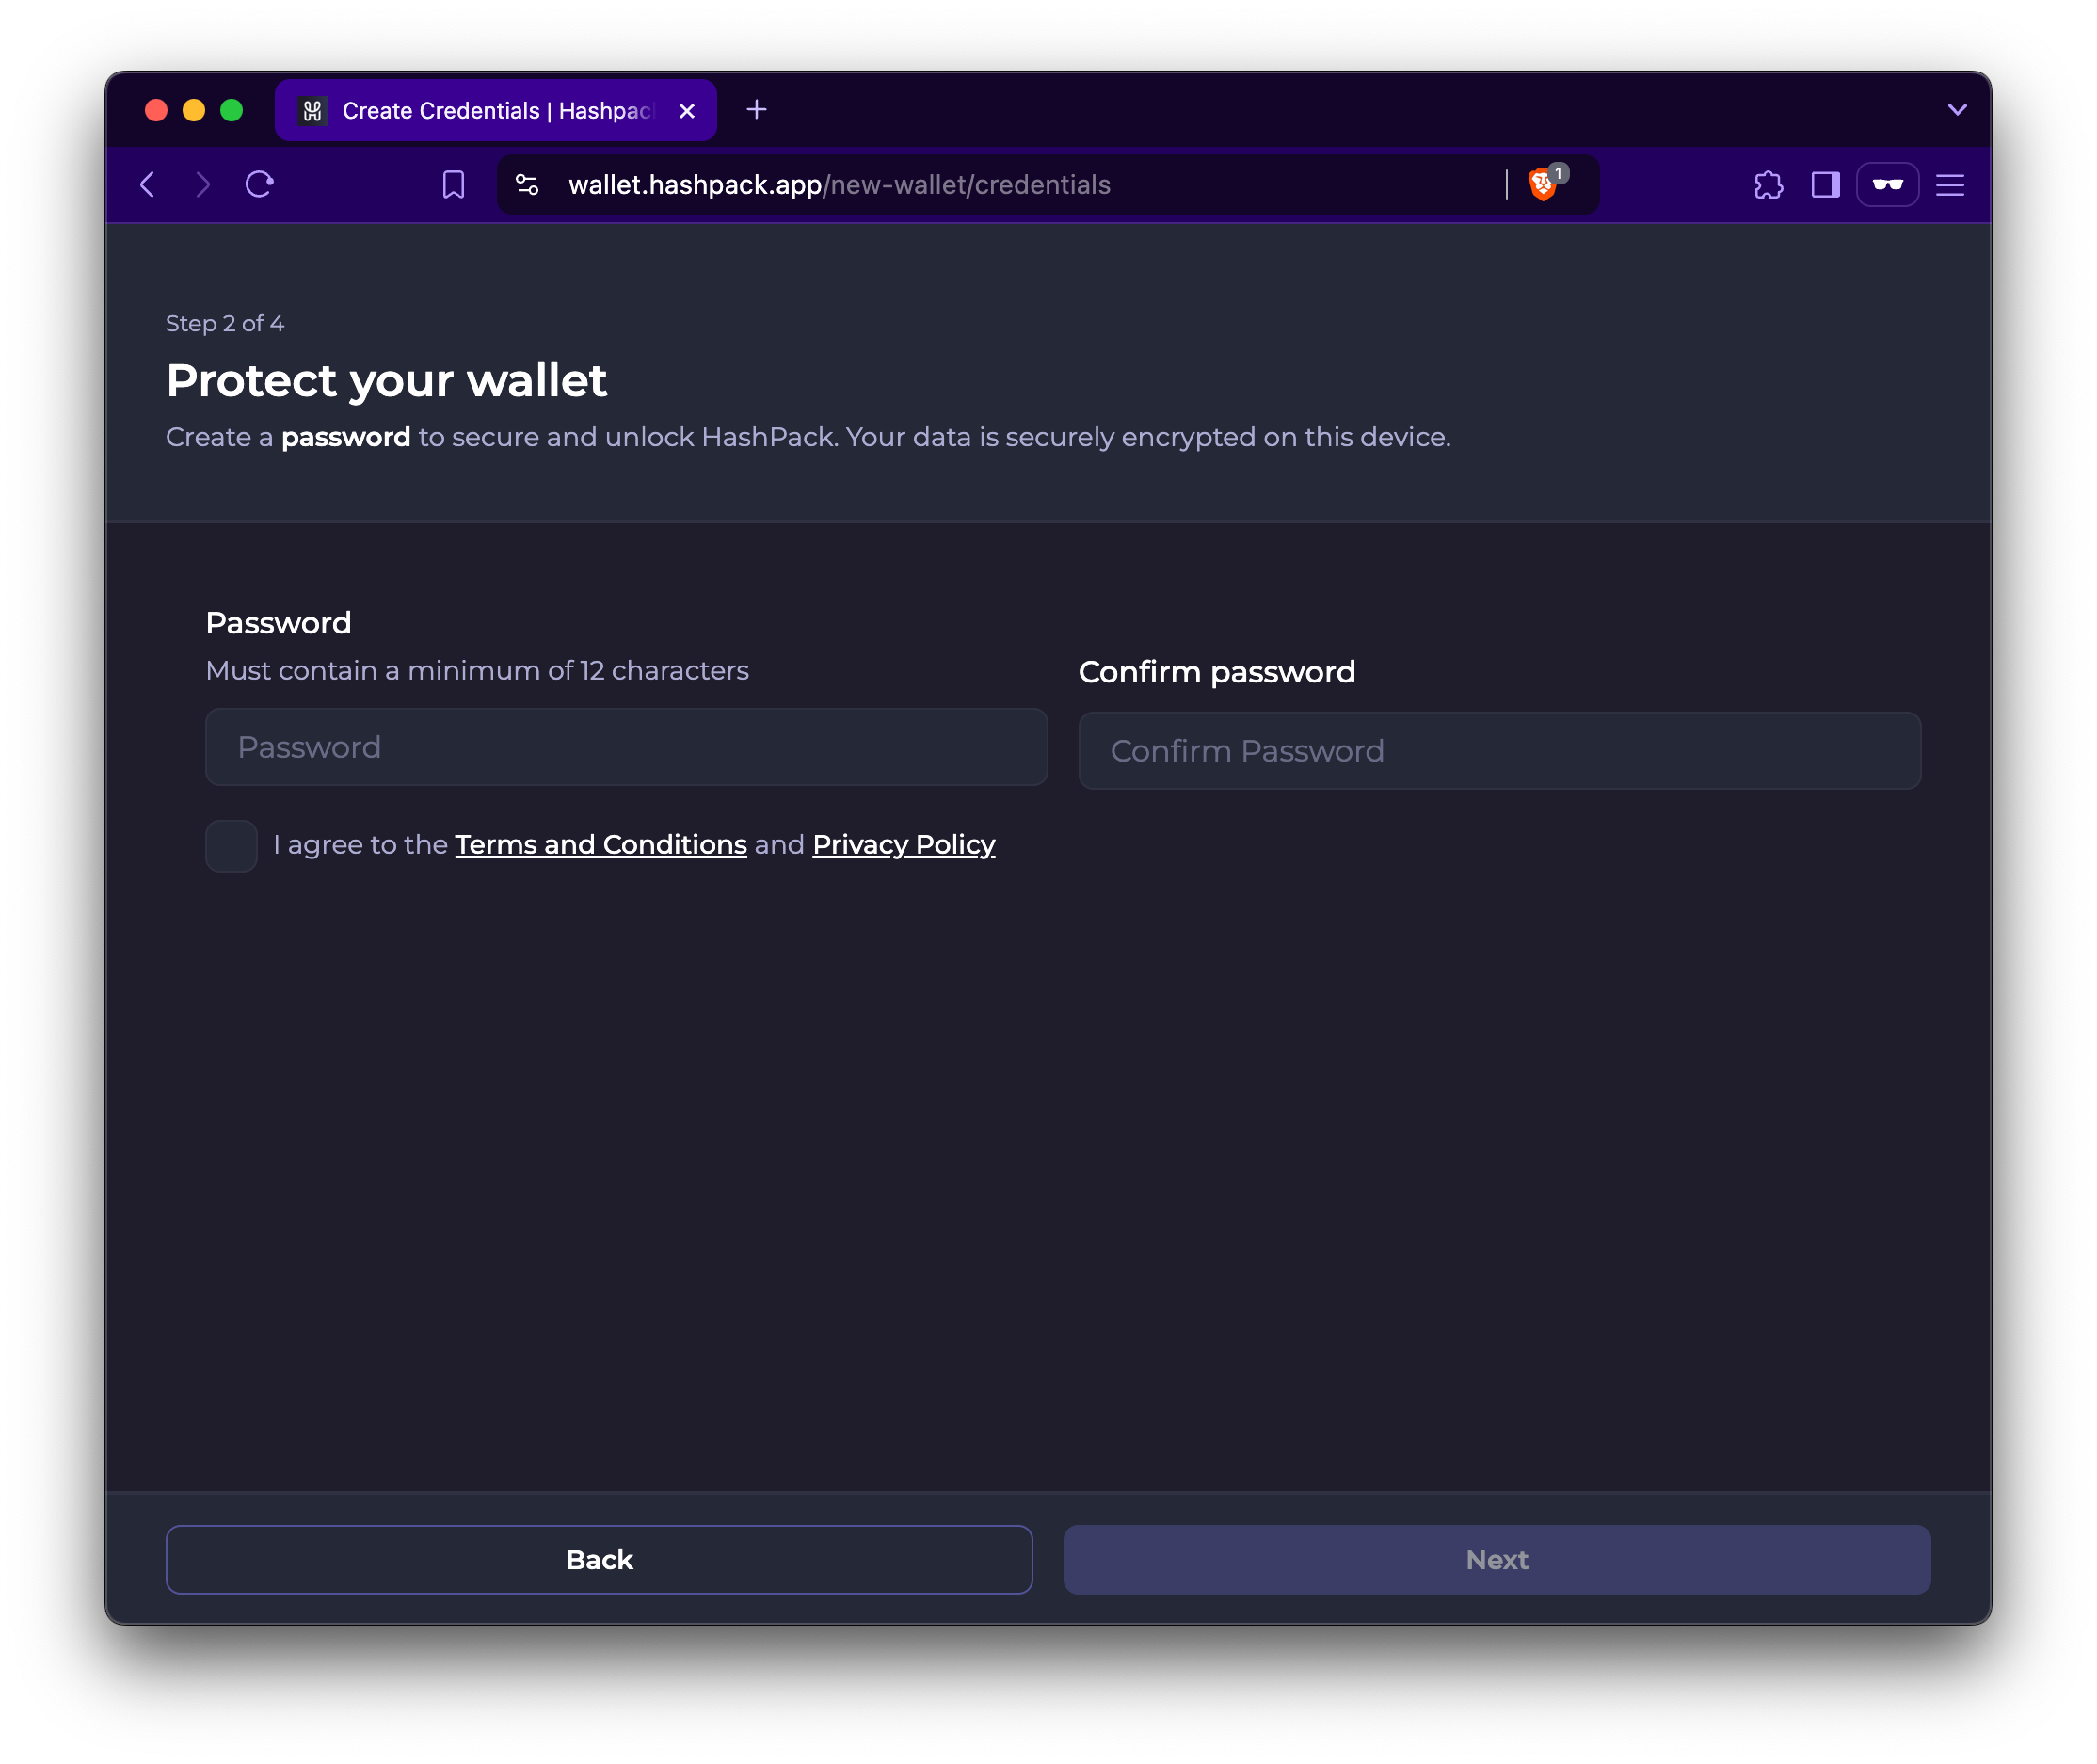 Create Credentials | Hashpac
wallet.hashpack.app/new-wallet/credentials
1
Step 2 of 4
Protect your wallet
Create a password to secure and unlock HashPack. Your data is securely encrypted on this device.
Password
Must contain a minimum of 12 characters
Password
Confirm password
Confirm Password
I agree to the Terms and Conditions and Privacy Policy
Back
Next